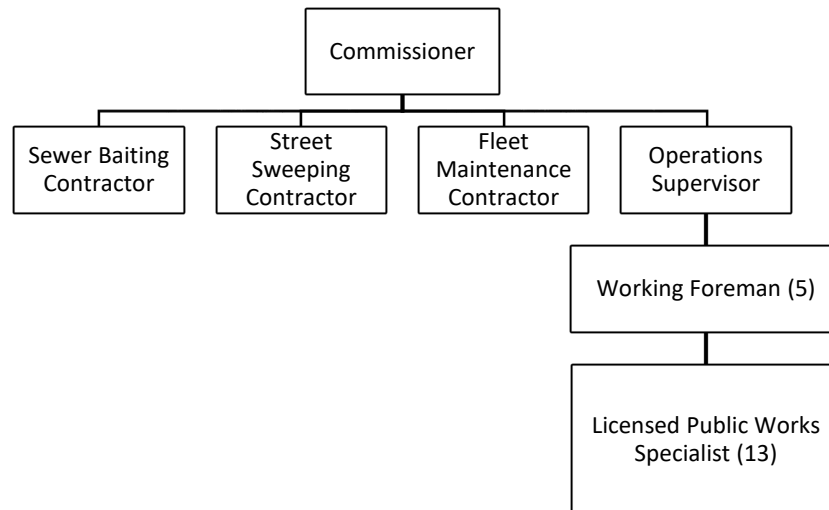 Commissioner
Sewer Baiting
Contractor
Street
Sweeping
Contractor
Fleet
Maintenance
Contractor
Operations
Supervisor
Working Foreman (5)
Licensed Public Works
Specialist (13)